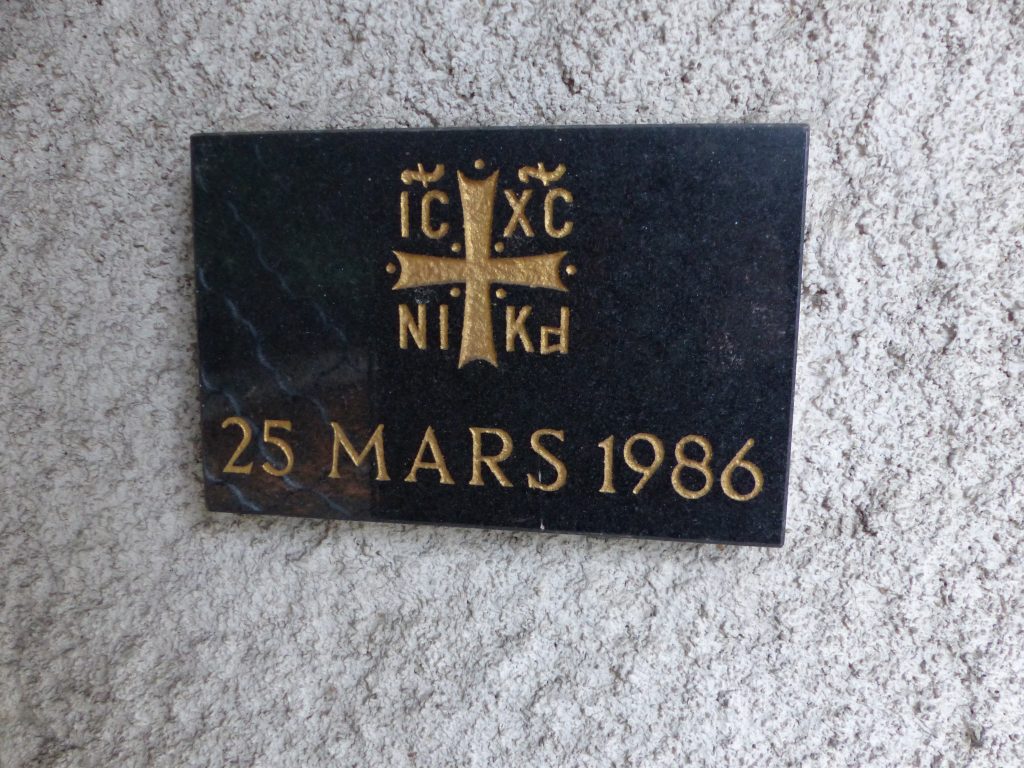 IC XC
NI Kd
25 MARS 1986